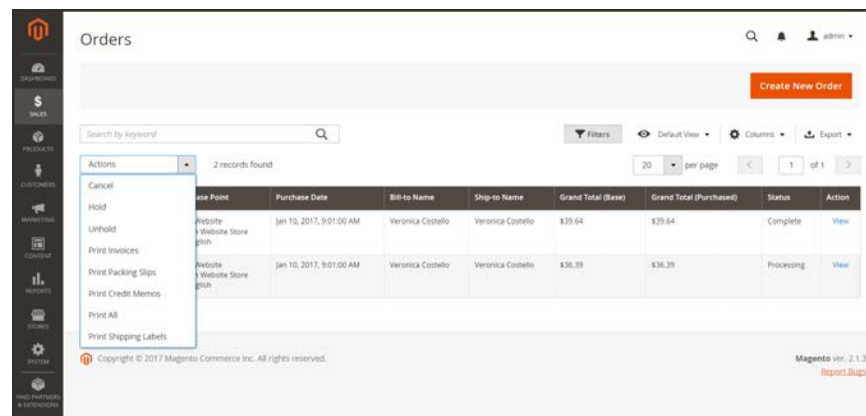 Orders
admin
DASHBOARD
Create New Order
$
SALES
Search by keyword
Filters
Default View
Columns
Export
PRODUCTS
Actions
2 records found
20
per page
1
of 1
CUSTOMERS
Cancel
ase Point
Purchase Date
Bill-to Name
Ship-to Name
Grand Total (Base)
Grand Total (Purchased)
Status
Action
Hold
Website
Jan 10, 2017, 9:01:00 AM
Veronica Costello
Veronica Costello
$39.64
$39.64
Complete
View
MARKETING
Website Store
Unhold
glish
CONTENT
Print Invoices
Website
Jan 10, 2017, 9:01:00 AM
Veronica Costello
Veronica Costello
$36.39
$36.39
Processing
View
Print Packing Slips
Website Store
glish
REPORTS
Print Credit Memos
STORES
Print All
Print Shipping Labels
SYSTEM
Copyright © 2017 Magento Commerce Inc. All rights reserved.
Magento ver. 2.1.3
Report Bugs
FIND PARTNERS
& EXTENSIONS